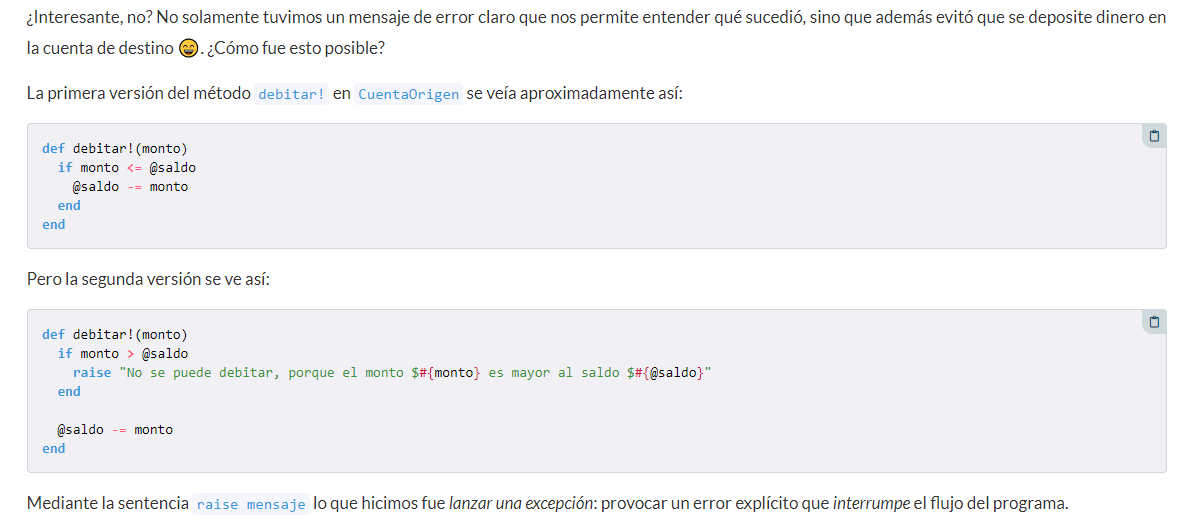 ¿Interesante, no? No solamente tuvimos un mensaje de error claro que nos permite entender qué sucedió, sino que además evitó que se deposite dinero en
la cuenta de destino 😄. ¿Cómo fue esto posible?
La primera versión del método debitar! en CuentaOrigen se veía aproximadamente así:
def debitar!(monto)
  if monto <= @saldo
    @saldo -= monto
  end
end
Pero la segunda versión se ve así:
def debitar!(monto)
  if monto > @saldo
    raise "No se puede debitar, porque el monto $#{monto} es mayor al saldo $#{@saldo}"
  end
  @saldo -= monto
end
Mediante la sentencia raise mensaje lo que hicimos fue lanzar una excepción: provocar un error explícito que interrumpe el flujo del programa.